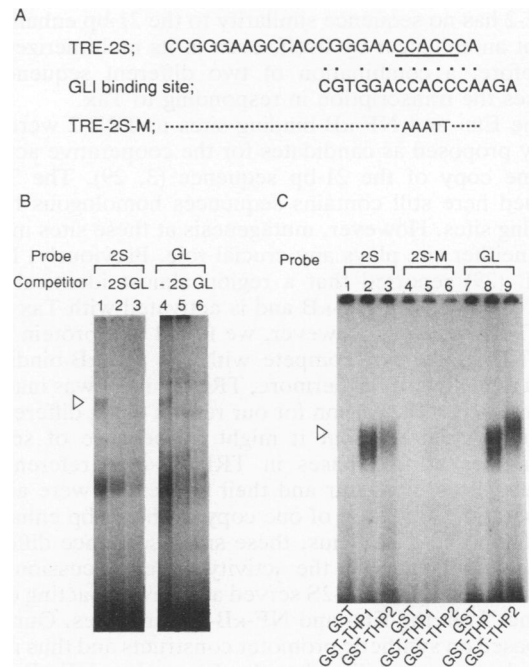 A
TRE-2S; CCGGGAAGCCACCGGGAACCACCCA
GLI binding site; CGTGGACCACCCAAGA
TRE-2S-M; ----------------AAATT------
B
Probe 2S GL
Competitor - 2S GL - 2S GL
1 2 3 4 5 6
C
Probe 2S 2S-M GL
1 2 3 4 5 6 7 8 9
GST
GST-THP1
GST-THP2
GST
GST-THP1
GST-THP2
GST
GST-THP1
GST-THP2